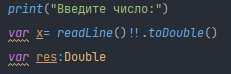 print("Введите число:")
var x= readLine()!!.toDouble()
var res:Double